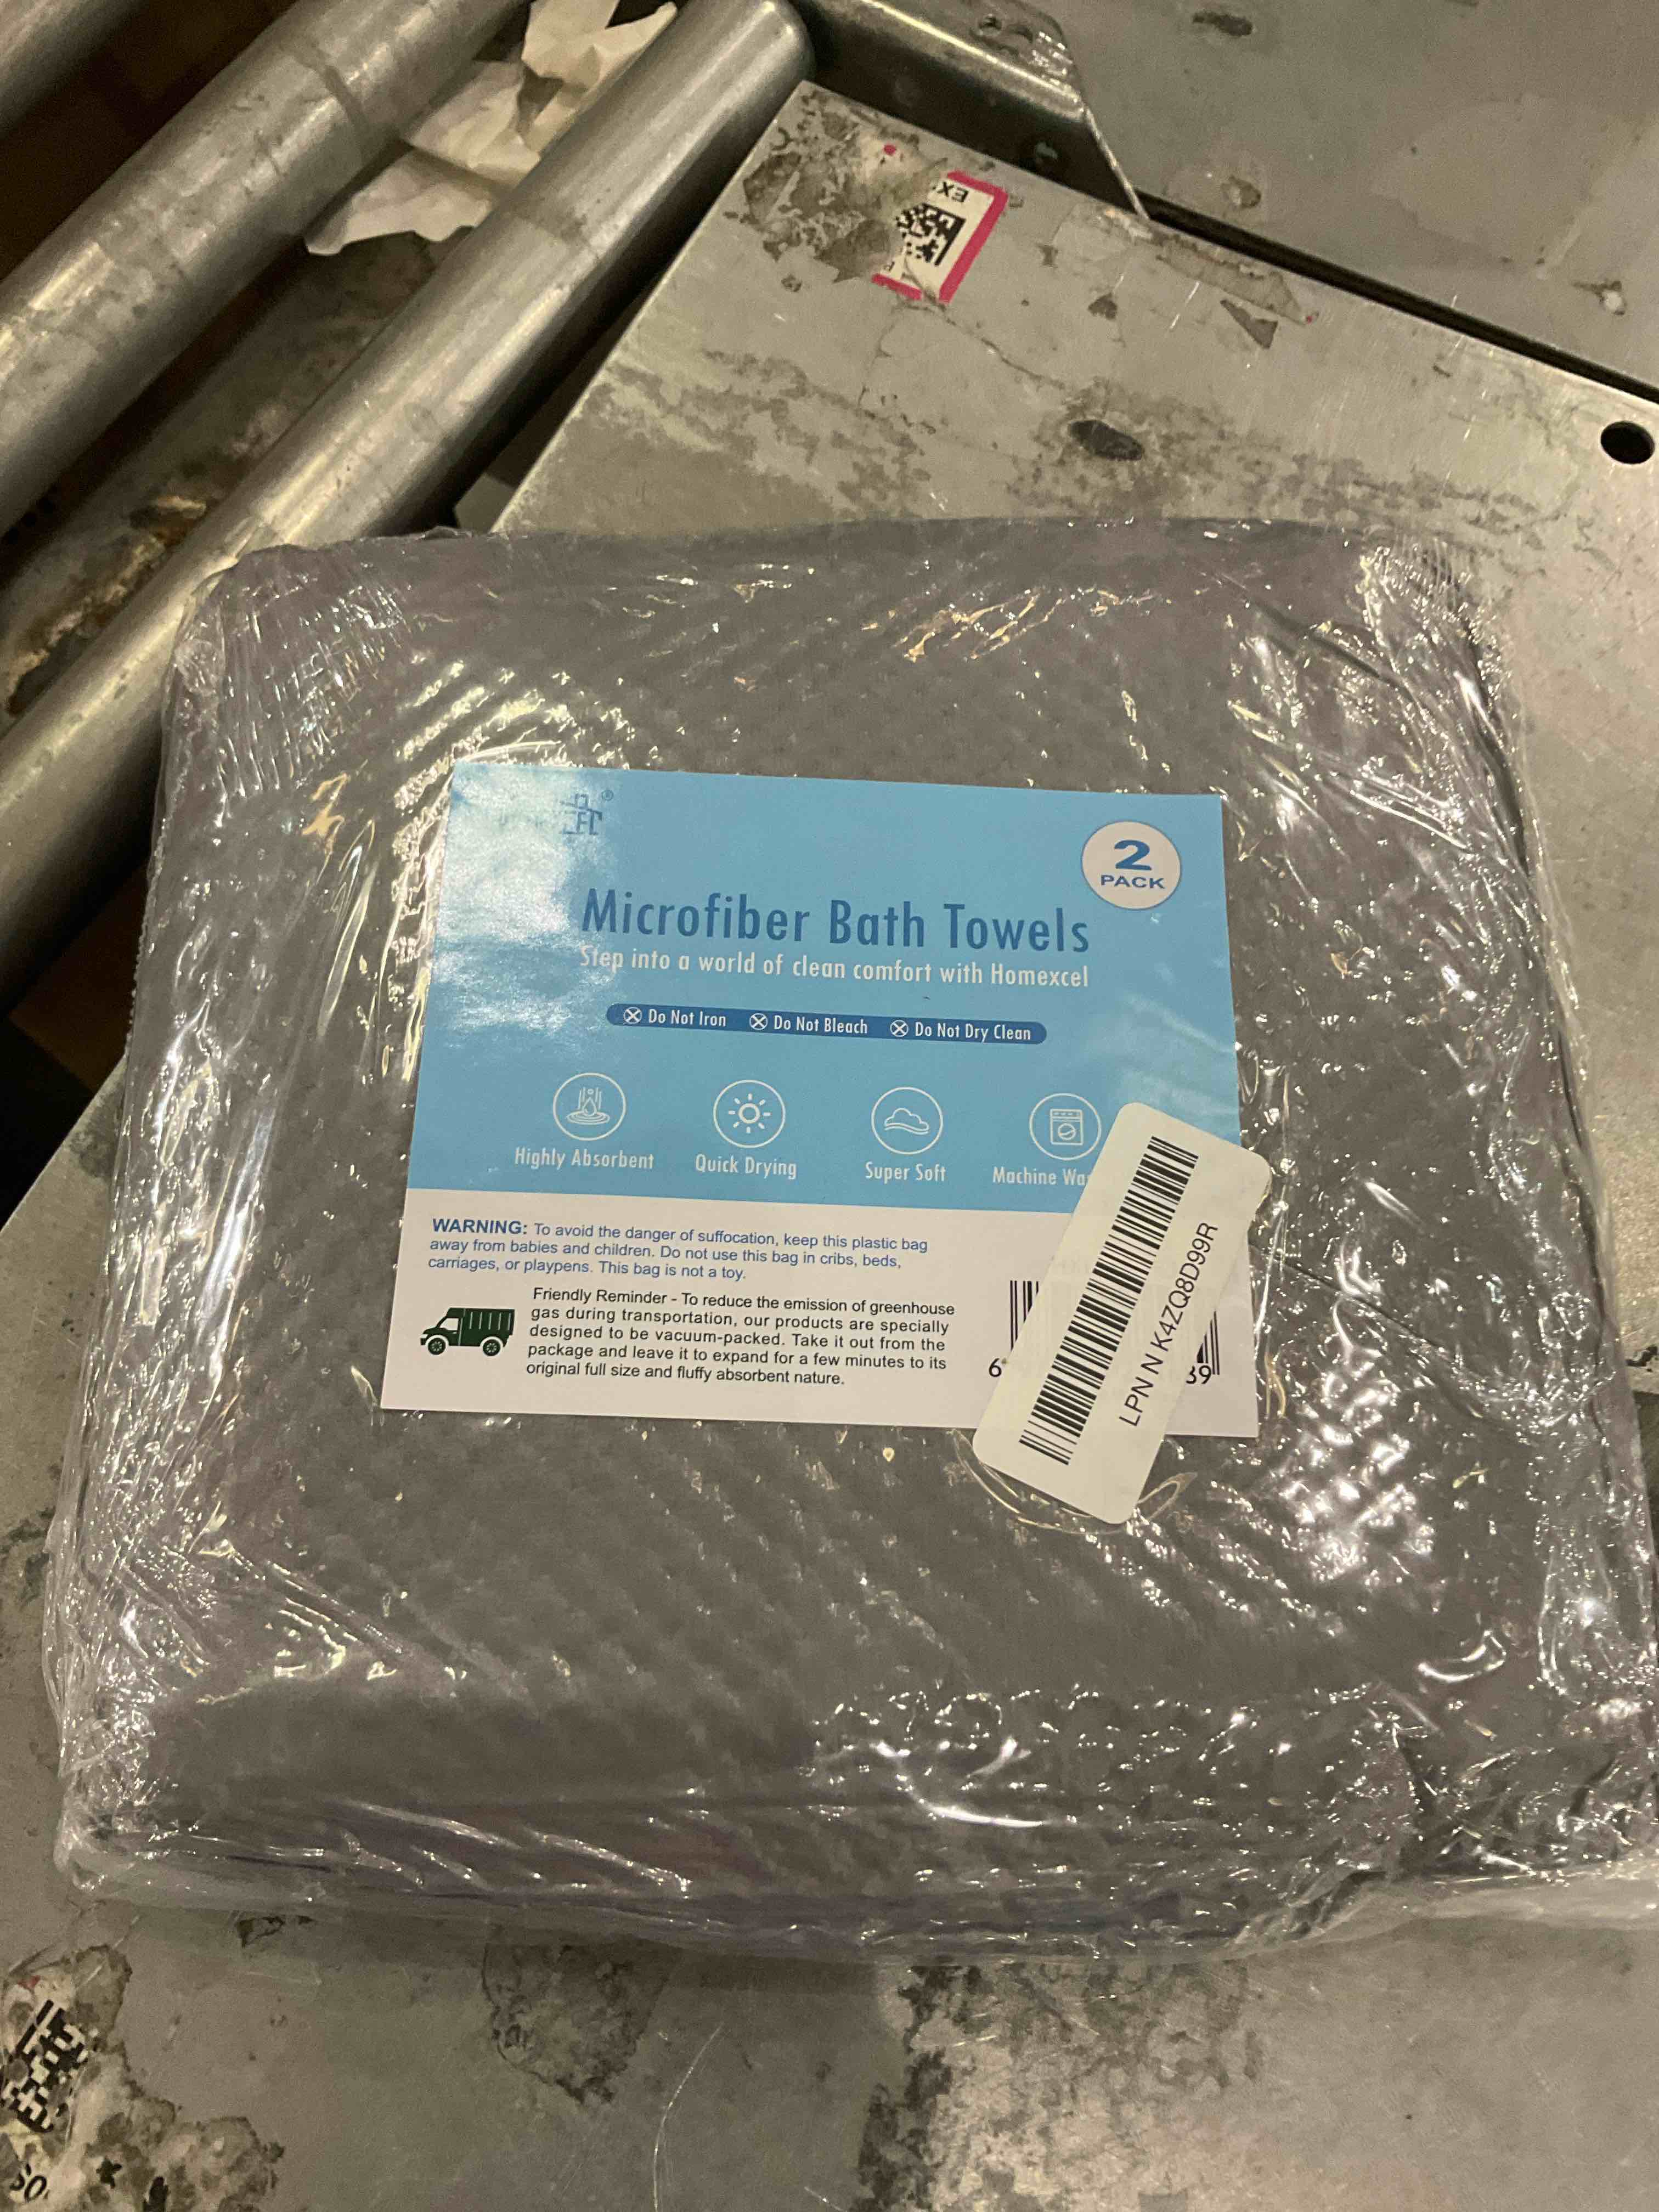 EX
2
PACK
Microfiber Bath Towels
Step into a world of clean comfort with Homexcel
Do Not Iron Do Not Bleach Do Not Dry Clean
Highly Absorbent Quick Drying Super Soft Machine Wa
WARNING: To avoid the danger of suffocation, keep this plastic bag
away from babies and children. Do not use this bag in cribs, beds,
carriages, or playpens. This bag is not a toy.
Friendly Reminder - To reduce the emission of greenhouse
gas during transportation, our products are specially
designed to be vacuum-packed. Take it out from the
package and leave it to expand for a few minutes to its
original full size and fluffy absorbent nature.
6 39
LPN N K4ZQ8D99R